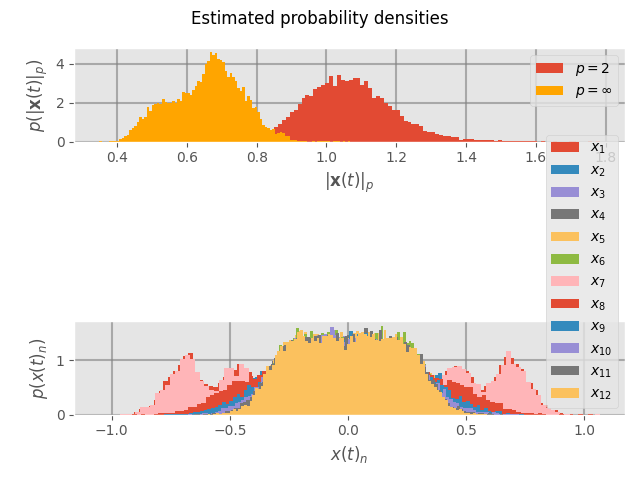 Estimated probability densities
p(|x(t)|ₚ)
4
2
0
0.4 0.6 0.8 1.0 1.2 1.4 1.6 1.8
|x(t)|ₚ
p = 2
p = ∞
x₁
x₂
x₃
x₄
x₅
x₆
x₇
x₈
x₉
x₁₀
x₁₁
x₁₂
p(x(t)ₙ)
1
0
−1.0 −0.5 0.0 0.5 1.0
x(t)ₙ